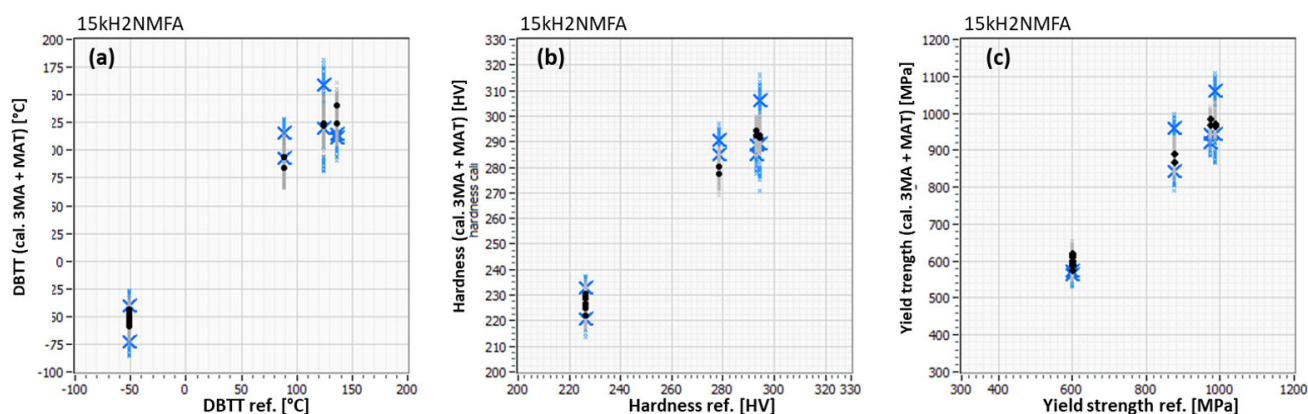 15kH2NMFA
(a)
200
175
150
25
00
75
50
25
0
25
50
-75
-100
-100 -50 0 50 100 150 200
DBTT (cal. 3MA + MAT) [°C]
DBTT ref. [°C]
15kH2NMFA
(b)
330
320
310
300
290
280
270
260
250
240
230
220
210
200
200 220 240 260 280 300 320 330
Hardness (cal. 3MA + MAT) [HV]
hardness cali
Hardness ref. [HV]
15kH2NMFA
(c)
1200
1100
1000
900
800
700
600
500
400
300
300 400 600 800 1000 1200
Yield trength (cal. 3MA + MAT) [MPa]
Yield strength ref. [MPa]